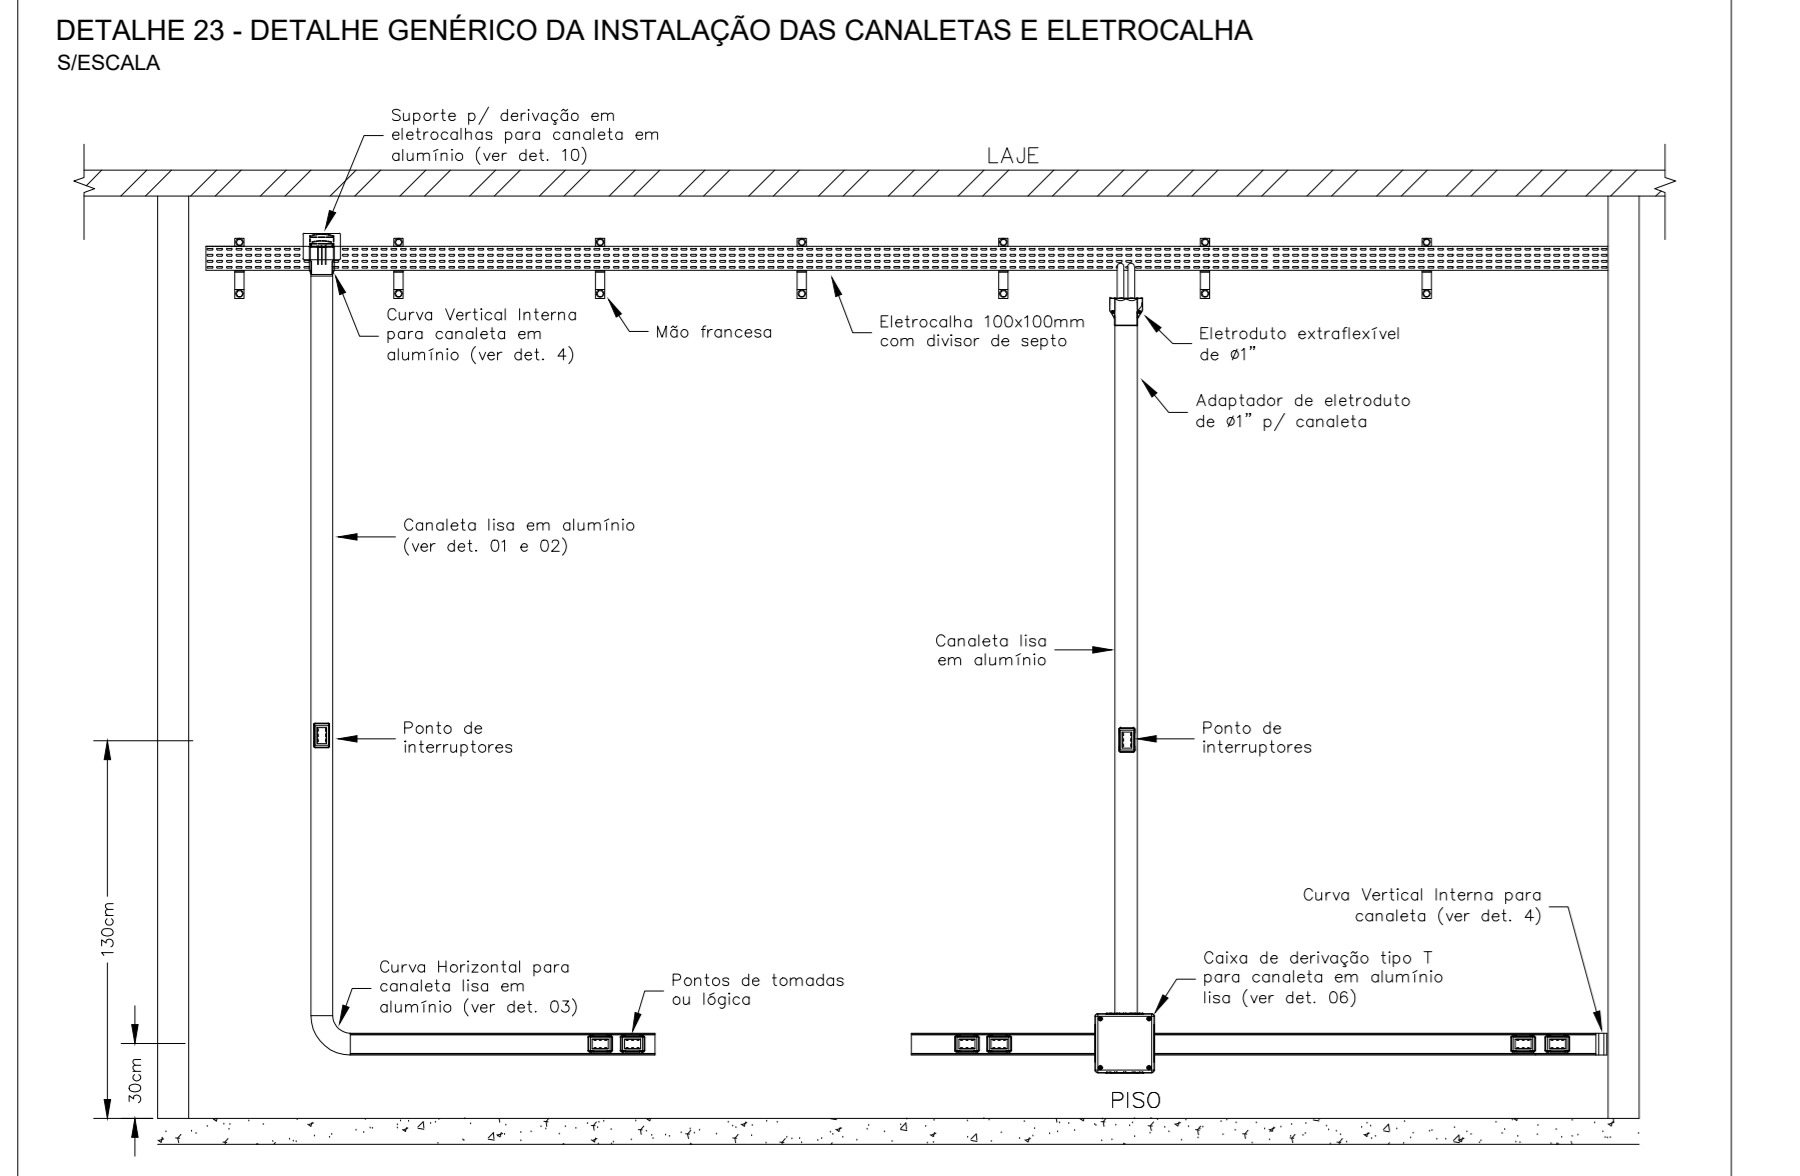 DETALHE 23 - DETALHE GENÉRICO DA INSTALAÇÃO DAS CANALETAS E ELETROCALHA
S/ESCALA
Suporte p/ derivação em
eletrocalhas para canaleta em
alumínio (ver det. 10)
LAJE
Curva Vertical Interna
para canaleta em
alumínio (ver det. 4)
Mão francesa
Eletrocalha 100x100mm
com divisor de septo
Eletroduto extraflexível
de ø1"
Adaptador de eletroduto
de ø1" p/ canaleta
Canaleta lisa em alumínio
(ver det. 01 e 02)
Canaleta lisa
em alumínio
Ponto de
interruptores
Ponto de
interruptores
130cm
30cm
Curva Horizontal para
canaleta lisa em
alumínio (ver det. 03)
Pontos de tomadas
ou lógica
Curva Vertical Interna para
canaleta (ver det. 4)
Caixa de derivação tipo T
para canaleta em alumínio
lisa (ver det. 06)
PISO